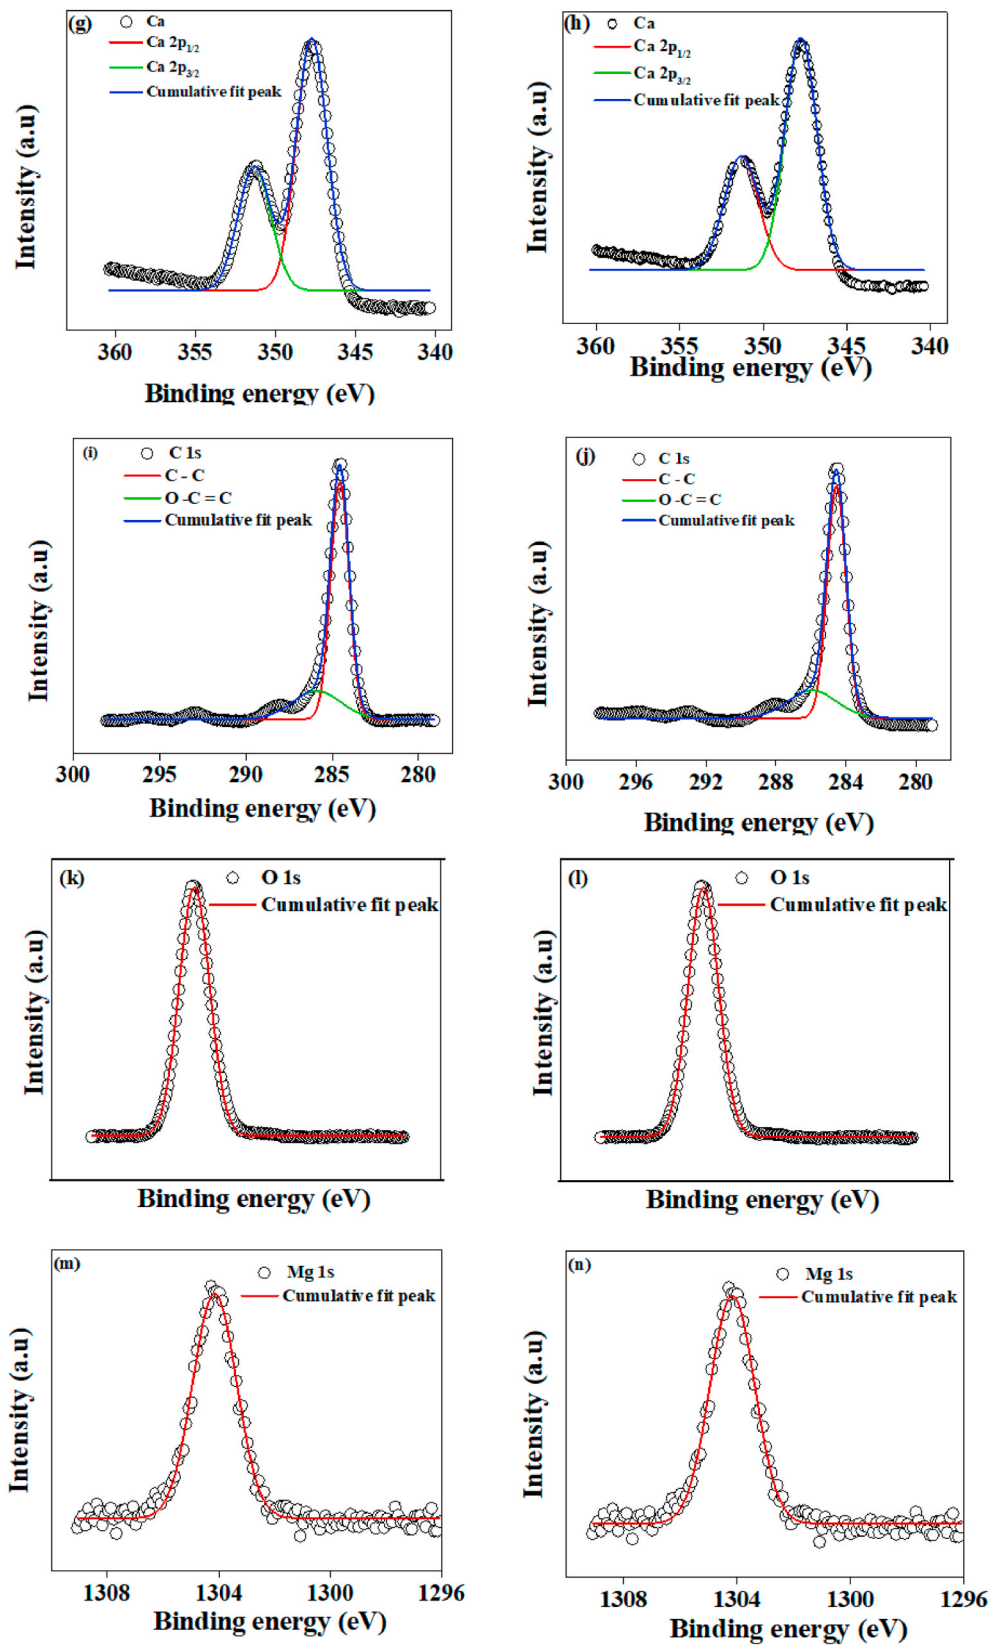 (g)
Ca
Ca 2p1/2
Ca 2p3/2
Cumulative fit peak
Intensity (a.u)
360 355 350 345 340
Binding energy (eV)
(h)
Ca
Ca 2p1/2
Ca 2p3/2
Cumulative fit peak
Intensity (a.u)
360 355 350 345 340
Binding energy (eV)
(i)
C 1s
C - C
O -C = C
Cumulative fit peak
Intensity (a.u)
300 295 290 285 280
Binding energy (eV)
(j)
C 1s
C - C
O -C = C
Cumulative fit peak
Intensity (a.u)
300 296 292 288 284 280
Binding energy (eV)
(k)
O 1s
Cumulative fit peak
Intensity (a.u)
Binding energy (eV)
(l)
O 1s
Cumulative fit peak
Intensity (a.u)
Binding energy (eV)
(m)
Mg 1s
Cumulative fit peak
Intensity (a.u)
1308 1304 1300 1296
Binding energy (eV)
(n)
Mg 1s
Cumulative fit peak
Intensity (a.u)
1308 1304 1300 1296
Binding energy (eV)